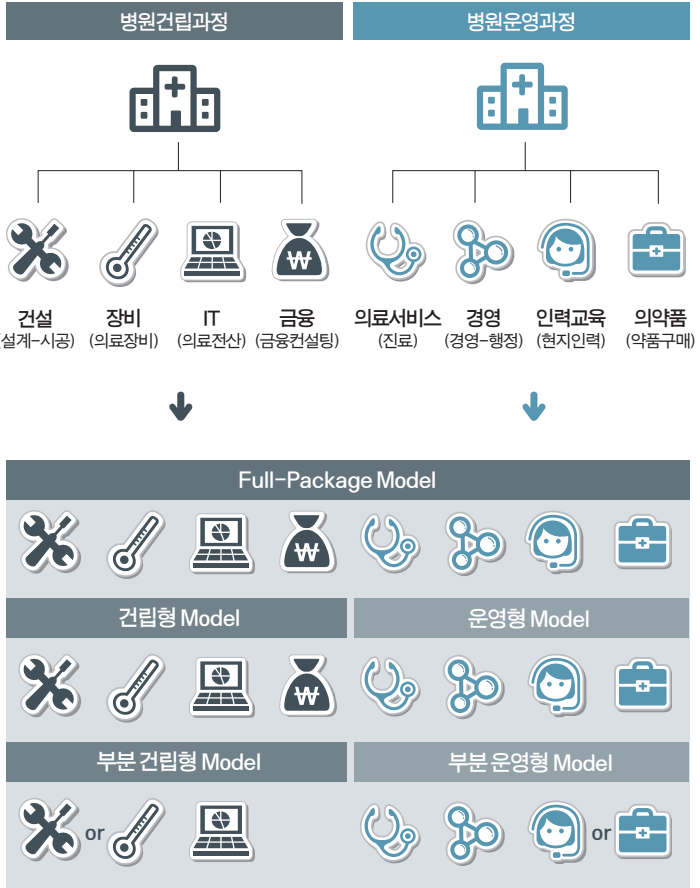 병원건립과정 병원운영과정
건설 장비 IT 금융 의료서비스 경영 인력교육 의약품
설계-시공) (의료장비) (의료전산) (금융컨설팅) (진료) (경영-행정) (현지인력) (약품구매)
Full-Package Model
건립형 Model 운영형 Model
부분 건립형 Model 부분 운영형 Model
or or